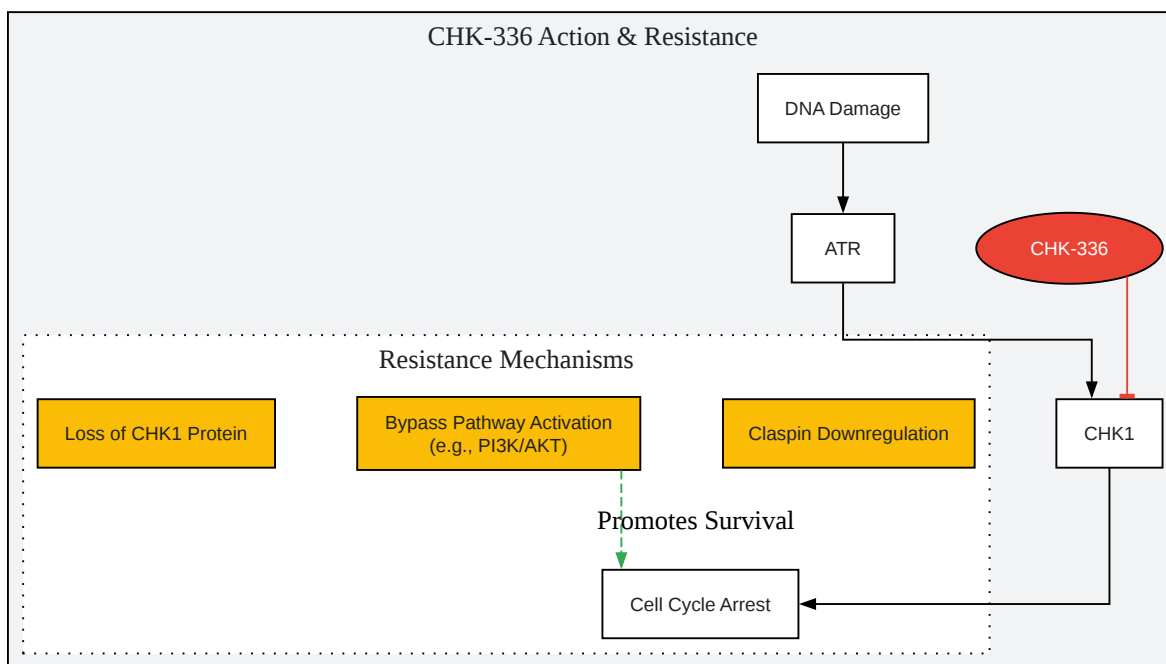 CHK-336 Action & Resistance
DNA Damage
ATR
CHK-336
Resistance Mechanisms
Loss of CHK1 Protein
Bypass Pathway Activation
(e.g., PI3K/AKT)
Claspin Downregulation
CHK1
Promotes Survival
Cell Cycle Arrest